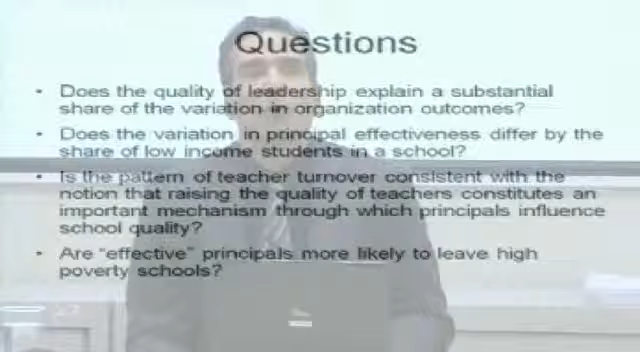 Questions
• Does the quality of leadership explain a substantial
share of the variation in organization outcomes?
• Does the variation in principal effectiveness differ by the
share of low income students in a school?
• Is the pattern of teacher turnover consistent with the
notion that raising the quality of teachers constitutes an
important mechanism through which principals influence
school quality?
• Are “effective” principals more likely to leave high
poverty schools?